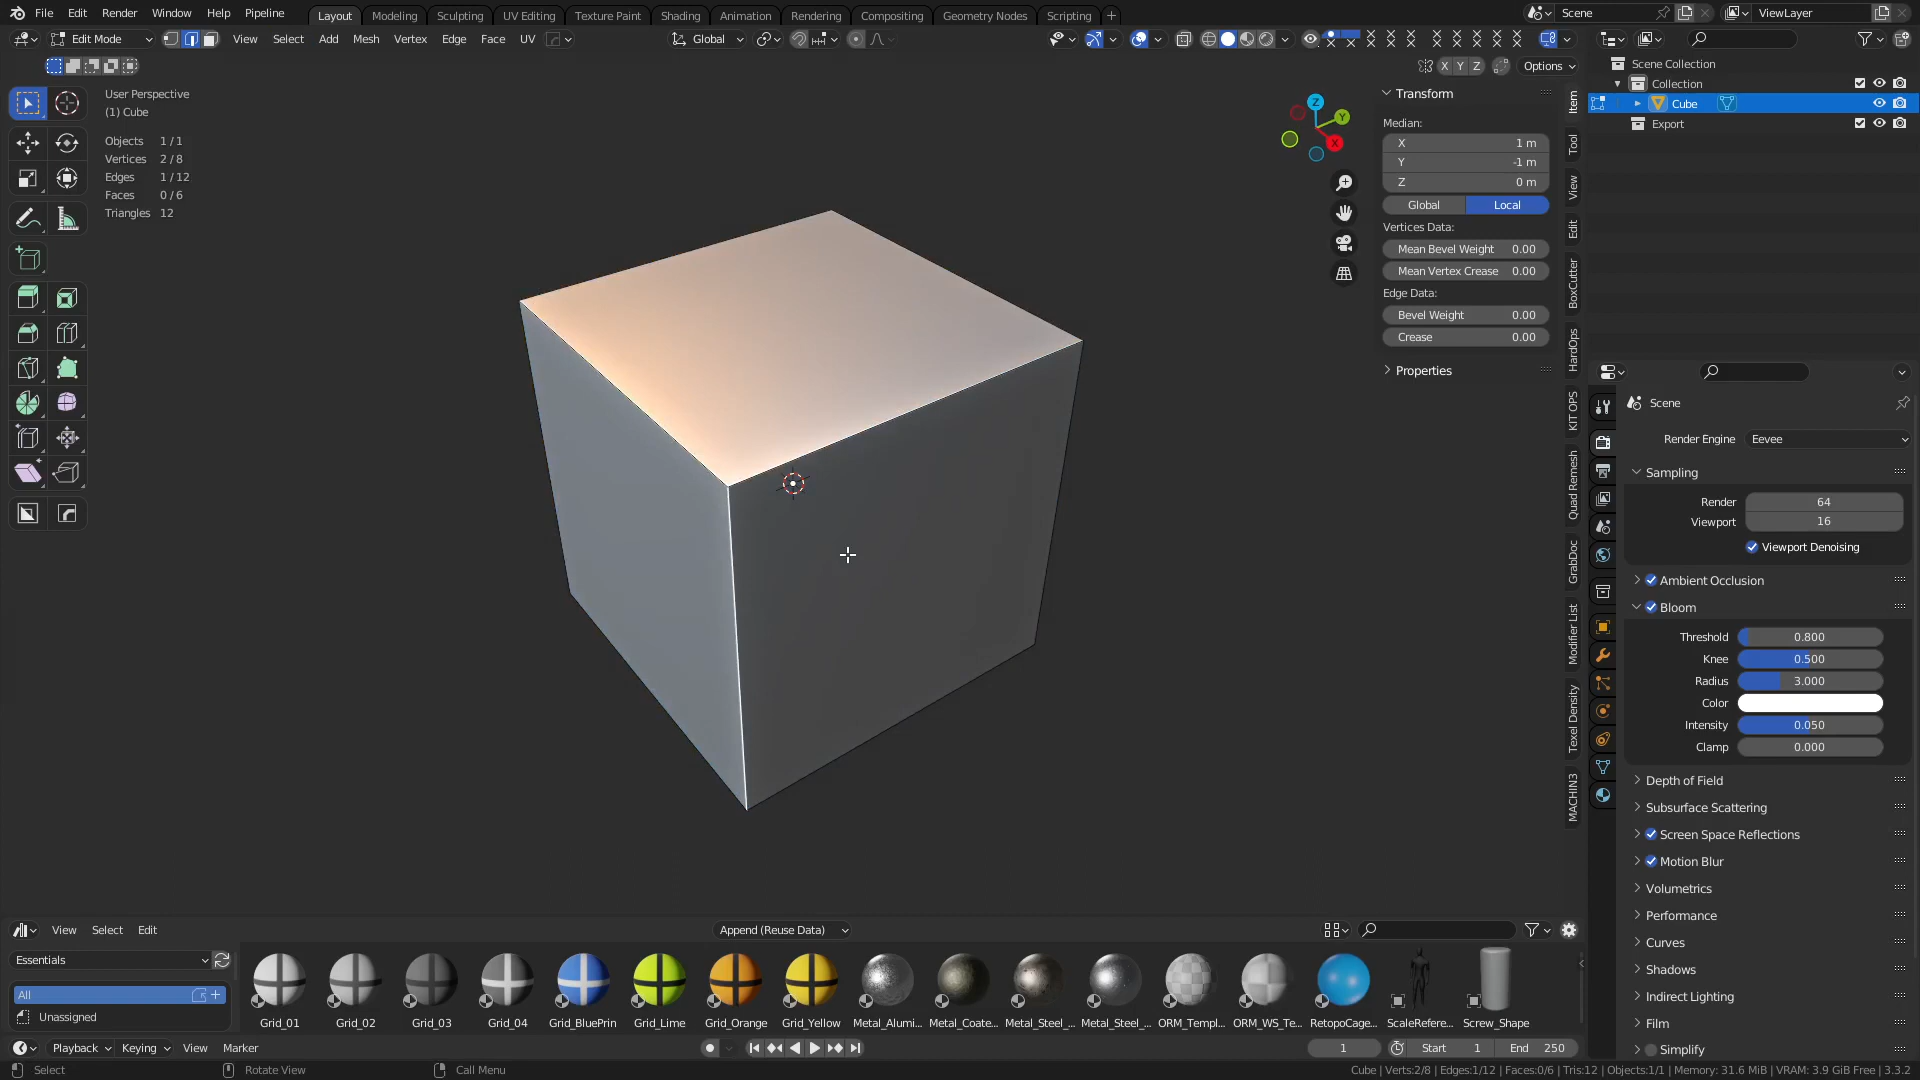 File Edit Render Window Help Pipeline
Layout Modeling Sculpting UV Editing Texture Paint Shading Animation Rendering Compositing Geometry Nodes Scripting
Scene
ViewLayer
Edit Mode
View Select Add Mesh Vertex Edge Face UV
Global
X Y Z
Options
User Perspective
(1) Cube
Objects 1 / 1
Vertices 2 / 8
Edges 1 / 12
Faces 0 / 6
Triangles 12
Z
Y
X
Transform
Median:
X 1 m
Y -1 m
Z 0 m
Global Local
Vertices Data:
Mean Bevel Weight 0.00
Mean Vertex Crease 0.00
Edge Data:
Bevel Weight 0.00
Crease 0.00
Properties
Item
Tool
View
Edit
BoxCutter
HardOps
KIT OPS
Quad Remesh
GrabDoc
Modifier List
Texel Density
MACHIN3
Scene Collection
Collection
Cube
Export
Scene
Render Engine Eevee
Sampling
Render 64
Viewport 16
Viewport Denoising
Ambient Occlusion
Bloom
Threshold 0.800
Knee 0.500
Radius 3.000
Color
Intensity 0.050
Clamp 0.000
Depth of Field
Subsurface Scattering
Screen Space Reflections
Motion Blur
Volumetrics
Performance
Curves
Shadows
Indirect Lighting
Film
Simplify
View Select Edit
Append (Reuse Data)
Essentials
All
Unassigned
Grid_01 Grid_02 Grid_03 Grid_04 Grid_BluePrin Grid_Lime Grid_Orange Grid_Yellow Metal_Alumi... Metal_Coate... Metal_Steel_... Metal_Steel_... ORM_Templ... ORM_WS_Te... RetopoCage... ScaleRefere... Screw_Shape
Playback Keying View Marker
1
Start 1
End 250
Select
Rotate View
Call Menu
Cube | Verts:2/8 | Edges:1/12 | Faces:0/6 | Tris:12 | Objects:1/1 | Memory: 31.6 MiB | VRAM: 3.9 GiB Free | 3.3.2